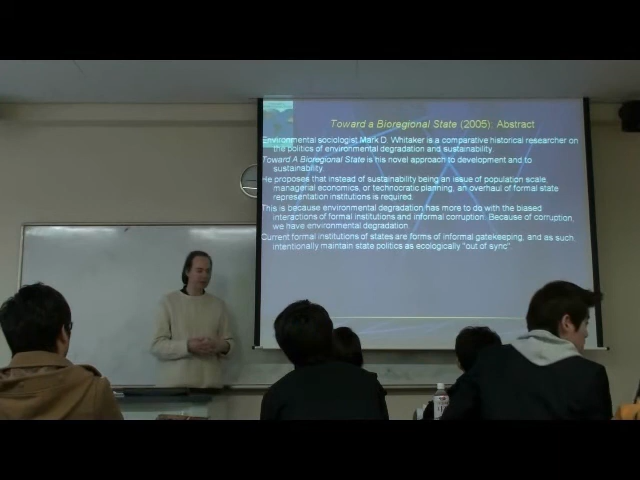 Toward a Bioregional State (2005): Abstract
Environmental sociologist Mark D. Whitaker is a comparative historical researcher on
the politics of environmental degradation and sustainability.
Toward A Bioregional State is his novel approach to development and to
sustainability.
He proposes that instead of sustainability being an issue of population scale,
managerial economics, or technocratic planning, an overhaul of formal state
representation institutions is required.
This is because environmental degradation has more to do with the biased
interactions of formal institutions and informal corruption. Because of corruption,
we have environmental degradation.
Current formal institutions of states are forms of informal gatekeeping, and as such,
intentionally maintain state politics as ecologically "out of sync".